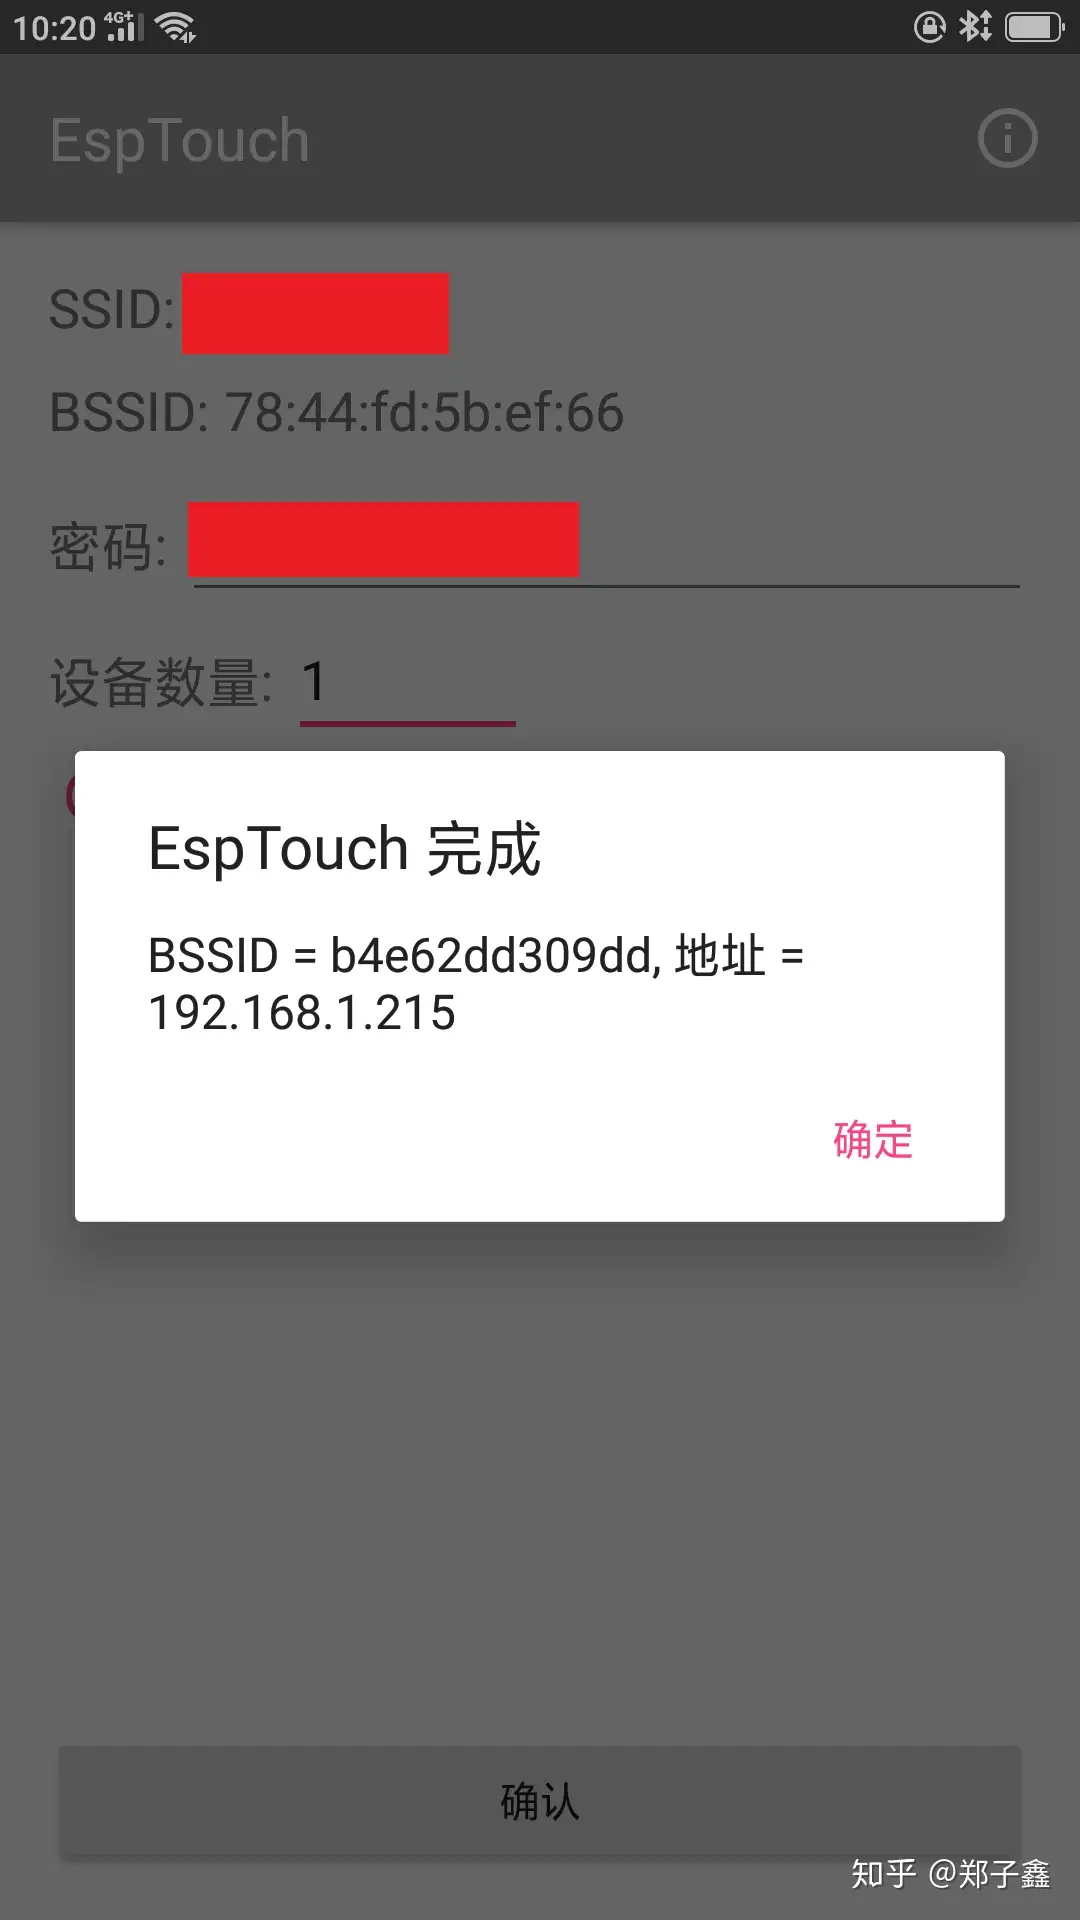 10:20 4G+
EspTouch
SSID:
BSSID: 78:44:fd:5b:ef:66
密码:
设备数量: 1
EspTouch 完成
BSSID = b4e62dd309dd, 地址 =
192.168.1.215
确定
确认
知乎 @郑子鑫